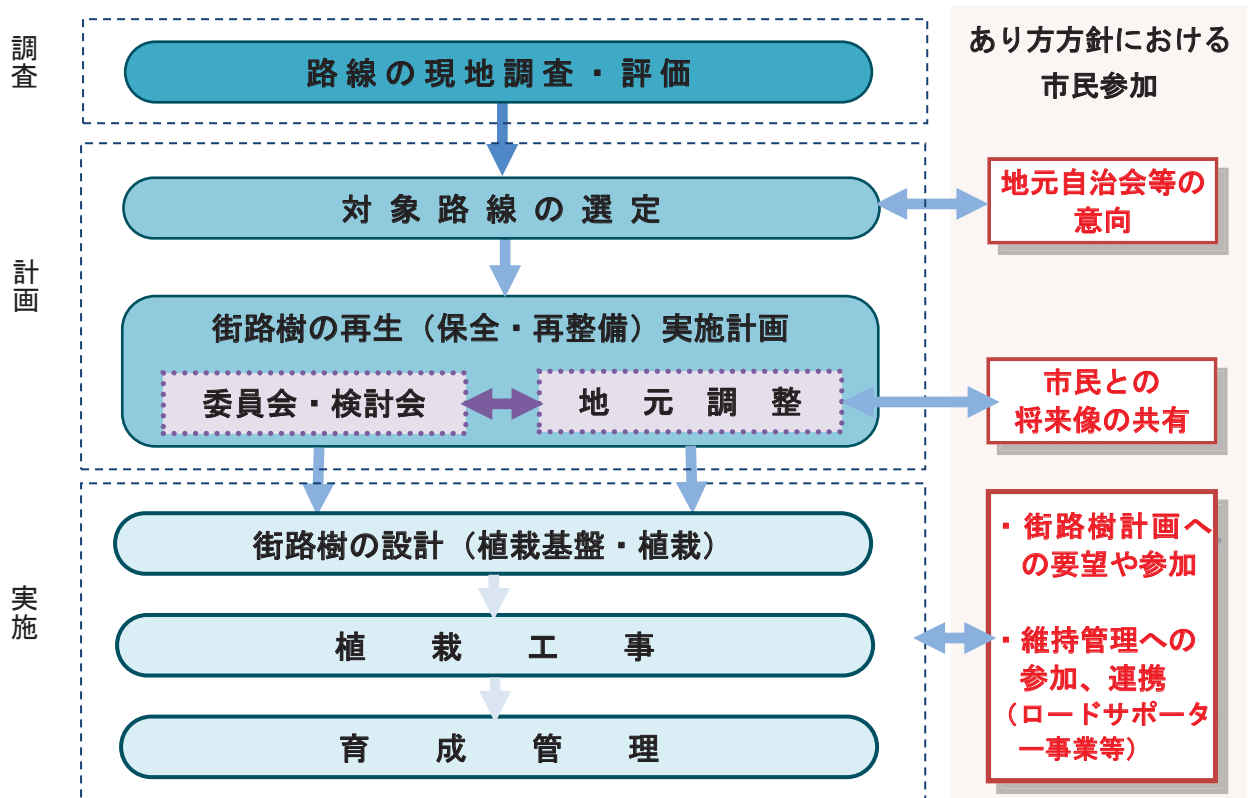 調査
路線の現地調査・評価
計画
対象路線の選定
街路樹の再生（保全・再整備）実施計画
委員会・検討会
地元調整
実施
街路樹の設計（植栽基盤・植栽）
植栽工事
育成管理
あり方方針における
市民参加
地元自治会等の
意向
市民との
将来像の共有
・街路樹計画へ
の要望や参加
・維持管理への
参加、連携
（ロードサポータ
ー事業等）